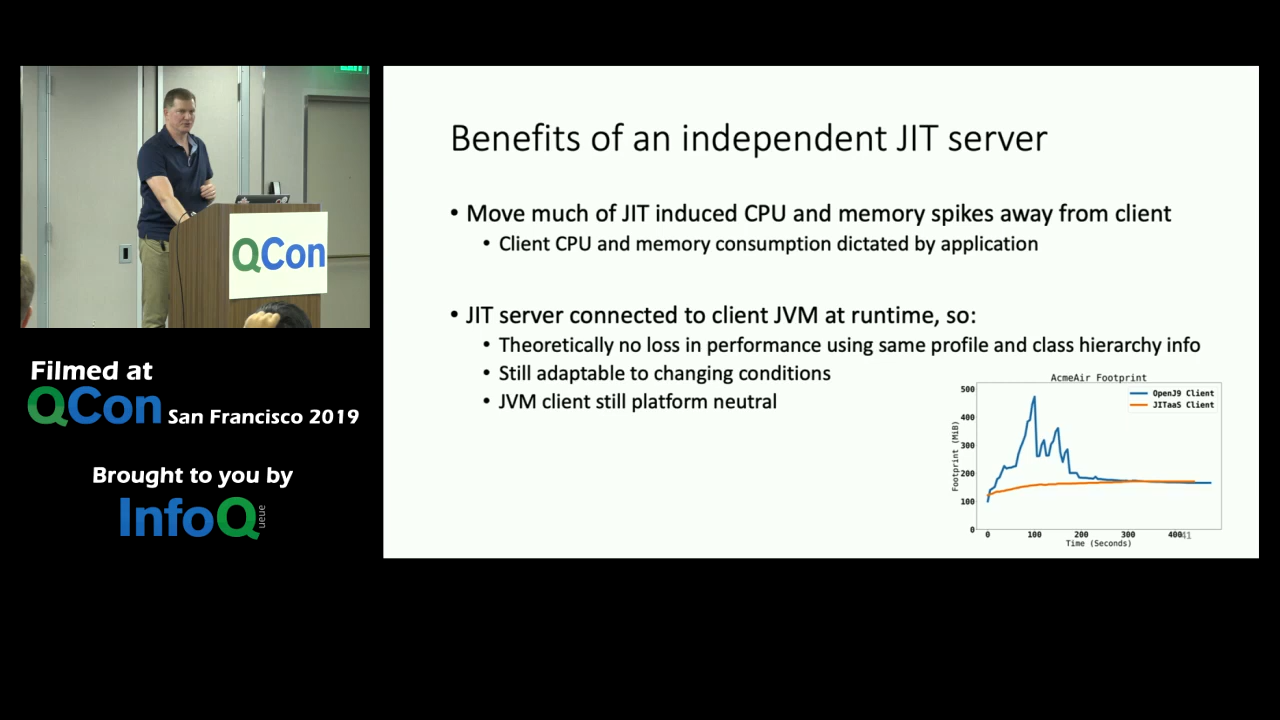 EXIT
QCon
Filmed at
QCon San Francisco 2019
Brought to you by
InfoQ
ueue
Benefits of an independent JIT server
• Move much of JIT induced CPU and memory spikes away from client
• Client CPU and memory consumption dictated by application
• JIT server connected to client JVM at runtime, so:
• Theoretically no loss in performance using same profile and class hierarchy info
• Still adaptable to changing conditions
• JVM client still platform neutral
AcmeAir Footprint
OpenJ9 Client
JITaaS Client
Footprint (MiB)
500
400
300
200
100
0
0 100 200 300 400
Time (Seconds)
41